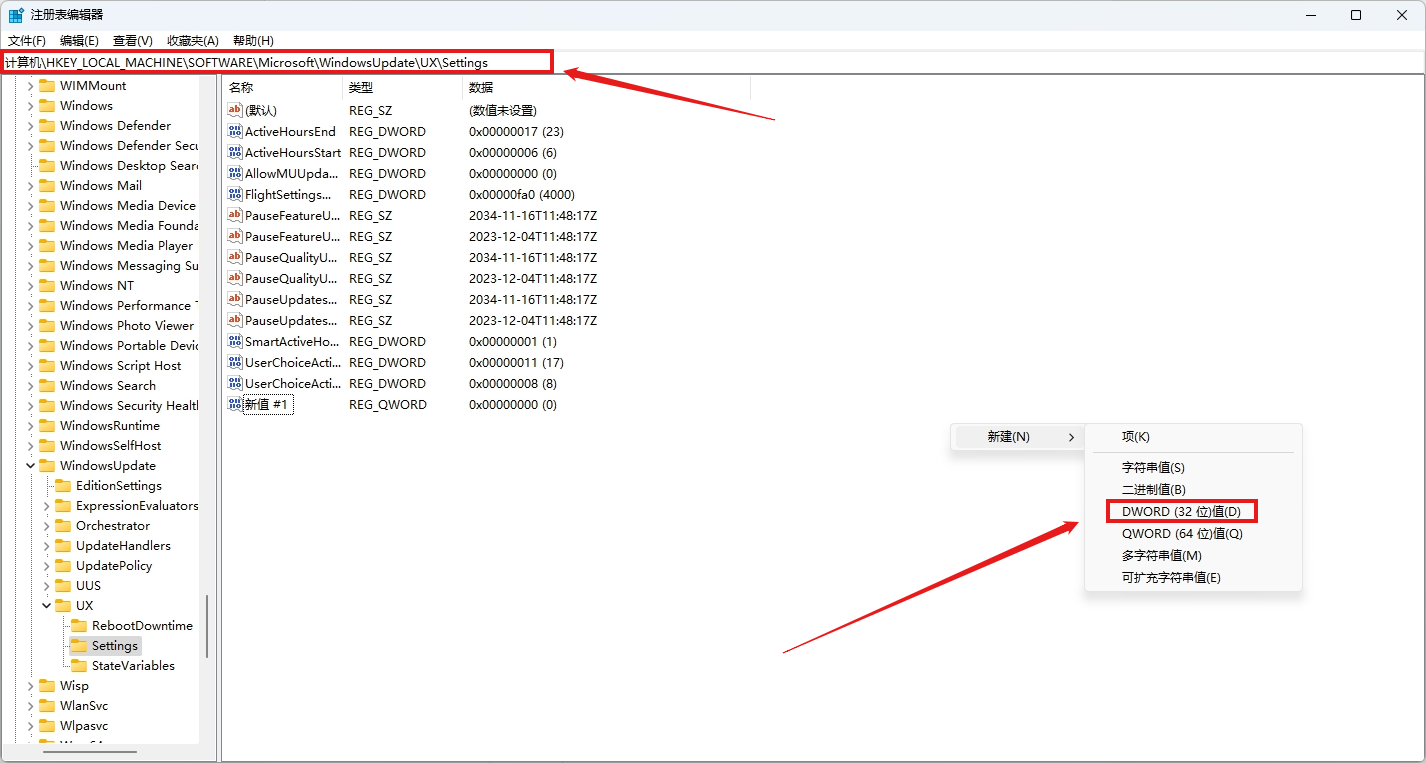 注册表编辑器
文件(F) 编辑(E) 查看(V) 收藏夹(A) 帮助(H)
计算机\HKEY_LOCAL_MACHINE\SOFTWARE\Microsoft\WindowsUpdate\UX\Settings
WIMMount
Windows
Windows Defender
Windows Defender Secu
Windows Desktop Sear
Windows Mail
Windows Media Device
Windows Media Founda
Windows Media Player
Windows Messaging Su
Windows NT
Windows Performance T
Windows Photo Viewer
Windows Portable Devic
Windows Script Host
Windows Search
Windows Security Healt
WindowsRuntime
WindowsSelfHost
WindowsUpdate
EditionSettings
ExpressionEvaluators
Orchestrator
UpdateHandlers
UpdatePolicy
UUS
UX
RebootDowntime
Settings
StateVariables
Wisp
WlanSvc
Wlpasvc
名称 类型 数据
(默认) REG_SZ (数值未设置)
ActiveHoursEnd REG_DWORD 0x00000017 (23)
ActiveHoursStart REG_DWORD 0x00000006 (6)
AllowMUUpda... REG_DWORD 0x00000000 (0)
FlightSettings... REG_DWORD 0x00000fa0 (4000)
PauseFeatureU... REG_SZ 2034-11-16T11:48:17Z
PauseFeatureU... REG_SZ 2023-12-04T11:48:17Z
PauseQualityU... REG_SZ 2034-11-16T11:48:17Z
PauseQualityU... REG_SZ 2023-12-04T11:48:17Z
PauseUpdates... REG_SZ 2034-11-16T11:48:17Z
PauseUpdates... REG_SZ 2023-12-04T11:48:17Z
SmartActiveHo... REG_DWORD 0x00000001 (1)
UserChoiceActi... REG_DWORD 0x00000011 (17)
UserChoiceActi... REG_DWORD 0x00000008 (8)
新值 #1 REG_QWORD 0x00000000 (0)
新建(N)
项(K)
字符串值(S)
二进制值(B)
DWORD (32 位)值(D)
QWORD (64 位)值(Q)
多字符串值(M)
可扩充字符串值(E)